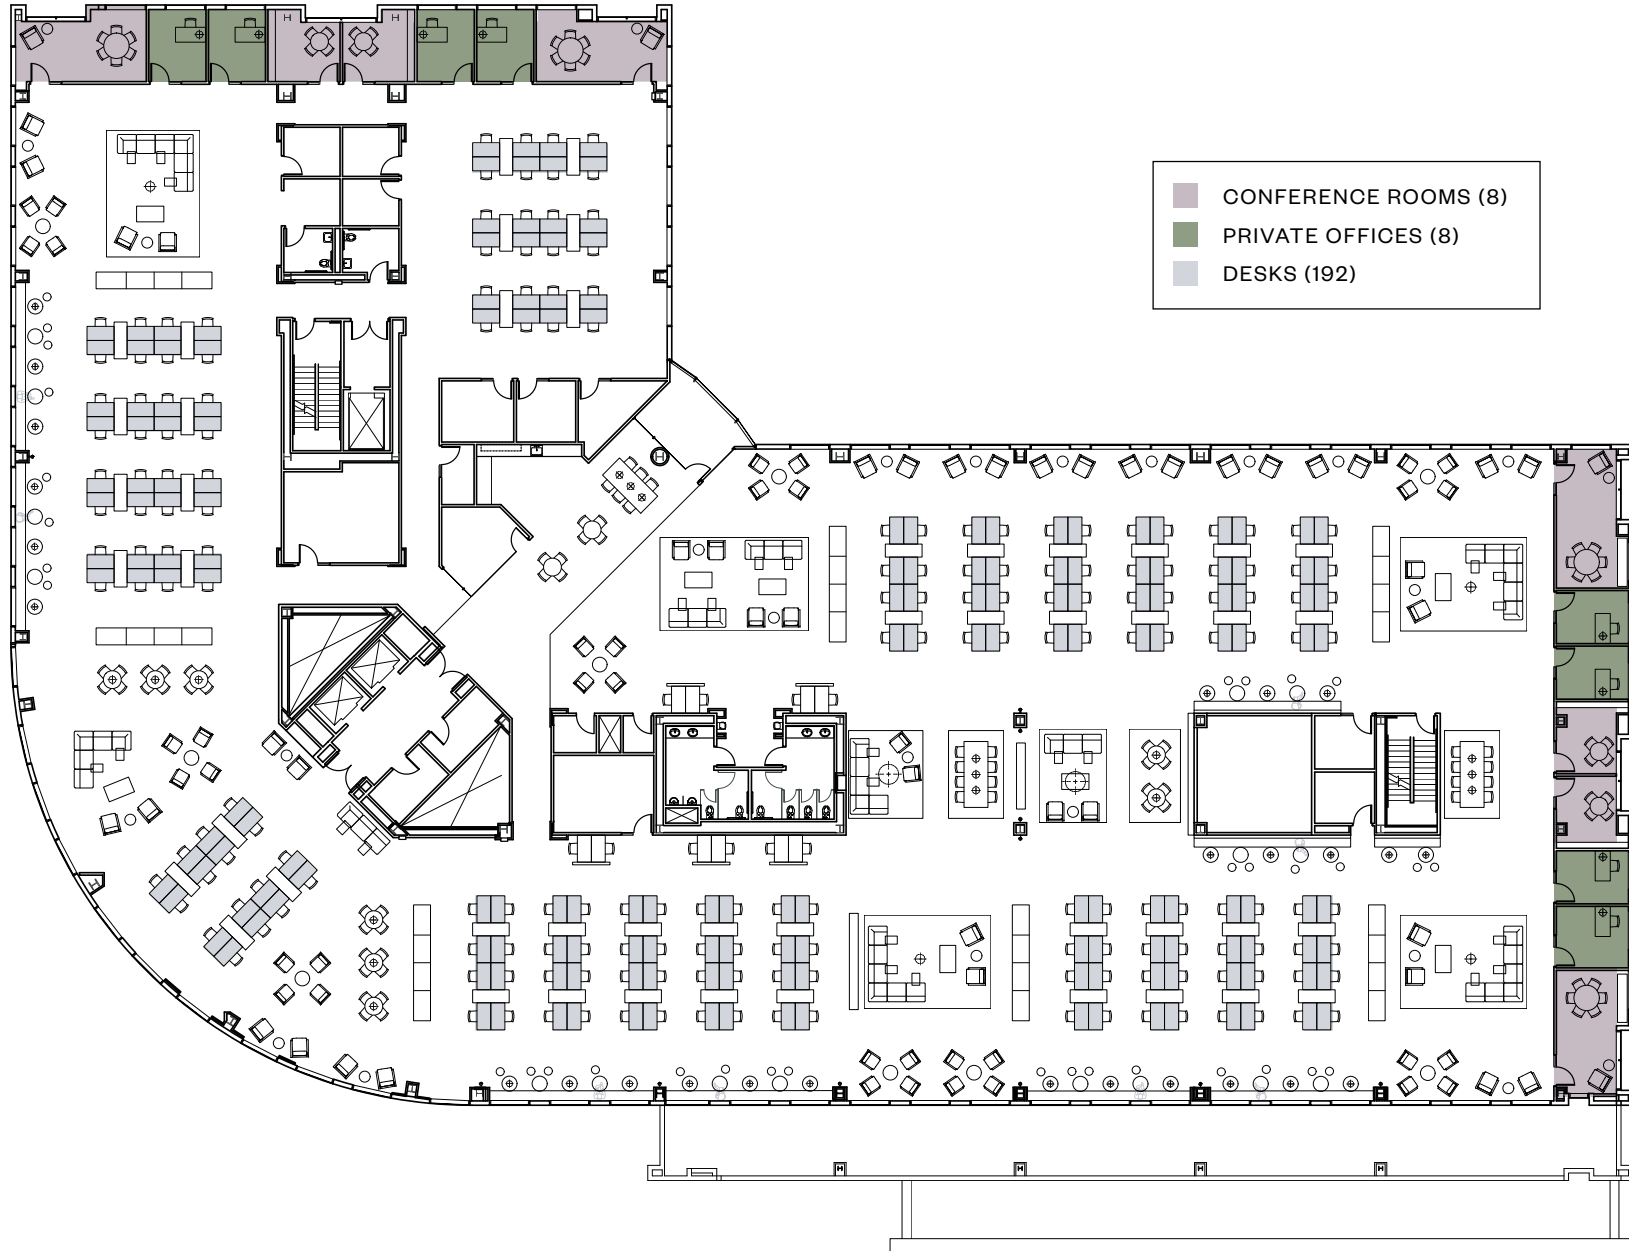 CONFERENCE ROOMS (8)
PRIVATE OFFICES (8)
DESKS (192)